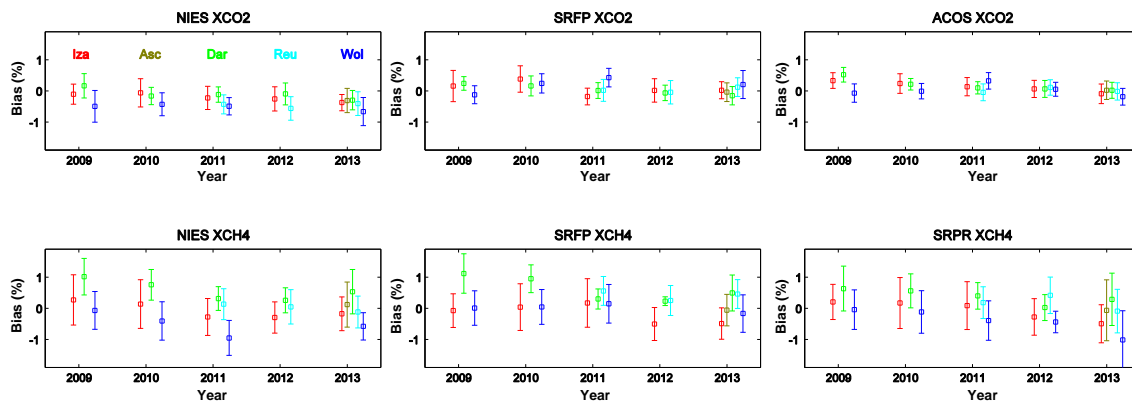 NIES XCO2
Iza Asc Dar Reu Wol
Bias (%)
1
0
-1
2009 2010 2011 2012 2013
Year
SRFP XCO2
Bias (%)
1
0
-1
2009 2010 2011 2012 2013
Year
ACOS XCO2
Bias (%)
1
0
-1
2009 2010 2011 2012 2013
Year
NIES XCH4
Bias (%)
1
0
-1
2009 2010 2011 2012 2013
Year
SRFP XCH4
Bias (%)
1
0
-1
2009 2010 2011 2012 2013
Year
SRPR XCH4
Bias (%)
1
0
-1
2009 2010 2011 2012 2013
Year